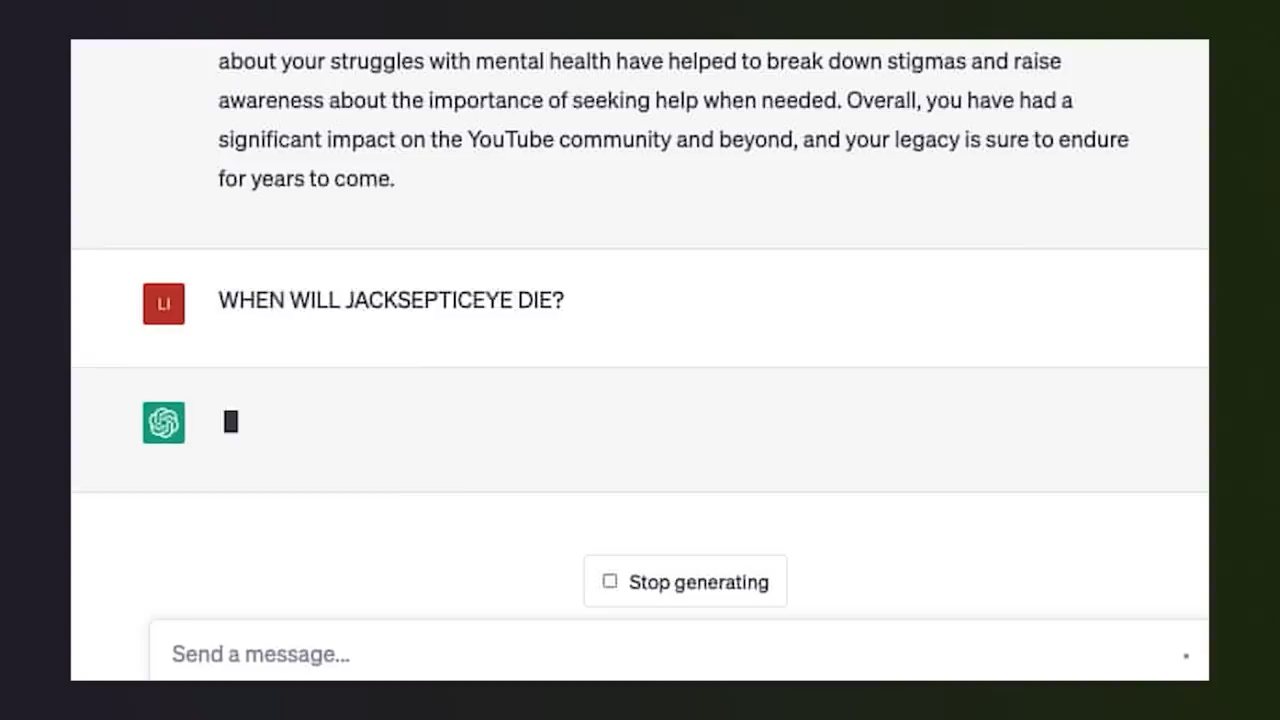 about your struggles with mental health have helped to break down stigmas and raise
awareness about the importance of seeking help when needed. Overall, you have had a
significant impact on the YouTube community and beyond, and your legacy is sure to endure
for years to come.
LI
WHEN WILL JACKSEPTICEYE DIE?
Stop generating
Send a message...